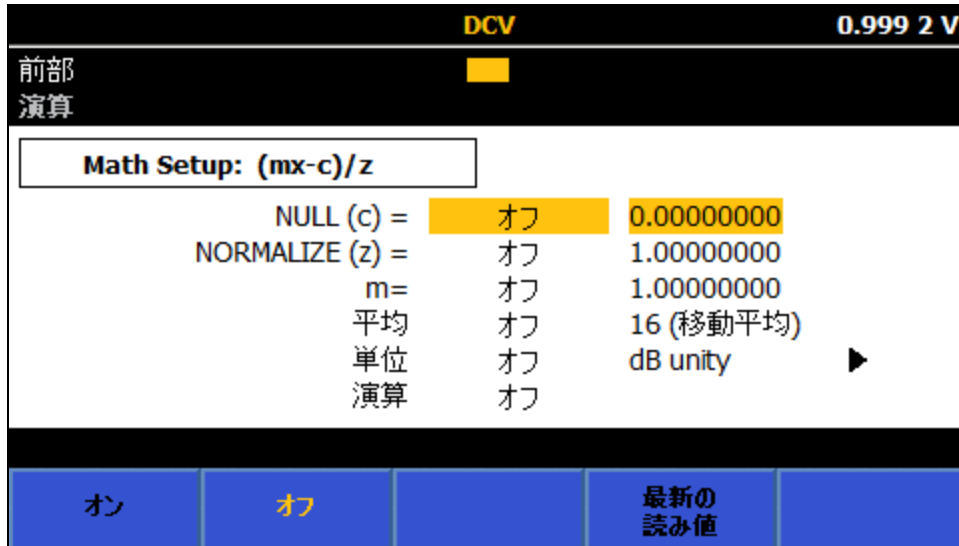 DCV 0.999 2 V
前部
演算
Math Setup: (mx-c)/z
NULL (c) = オフ 0.00000000
NORMALIZE (z) = オフ 1.00000000
m= オフ 1.00000000
平均 オフ 16 (移動平均)
単位 オフ dB unity
演算 オフ
オン オフ 最新の
読み値